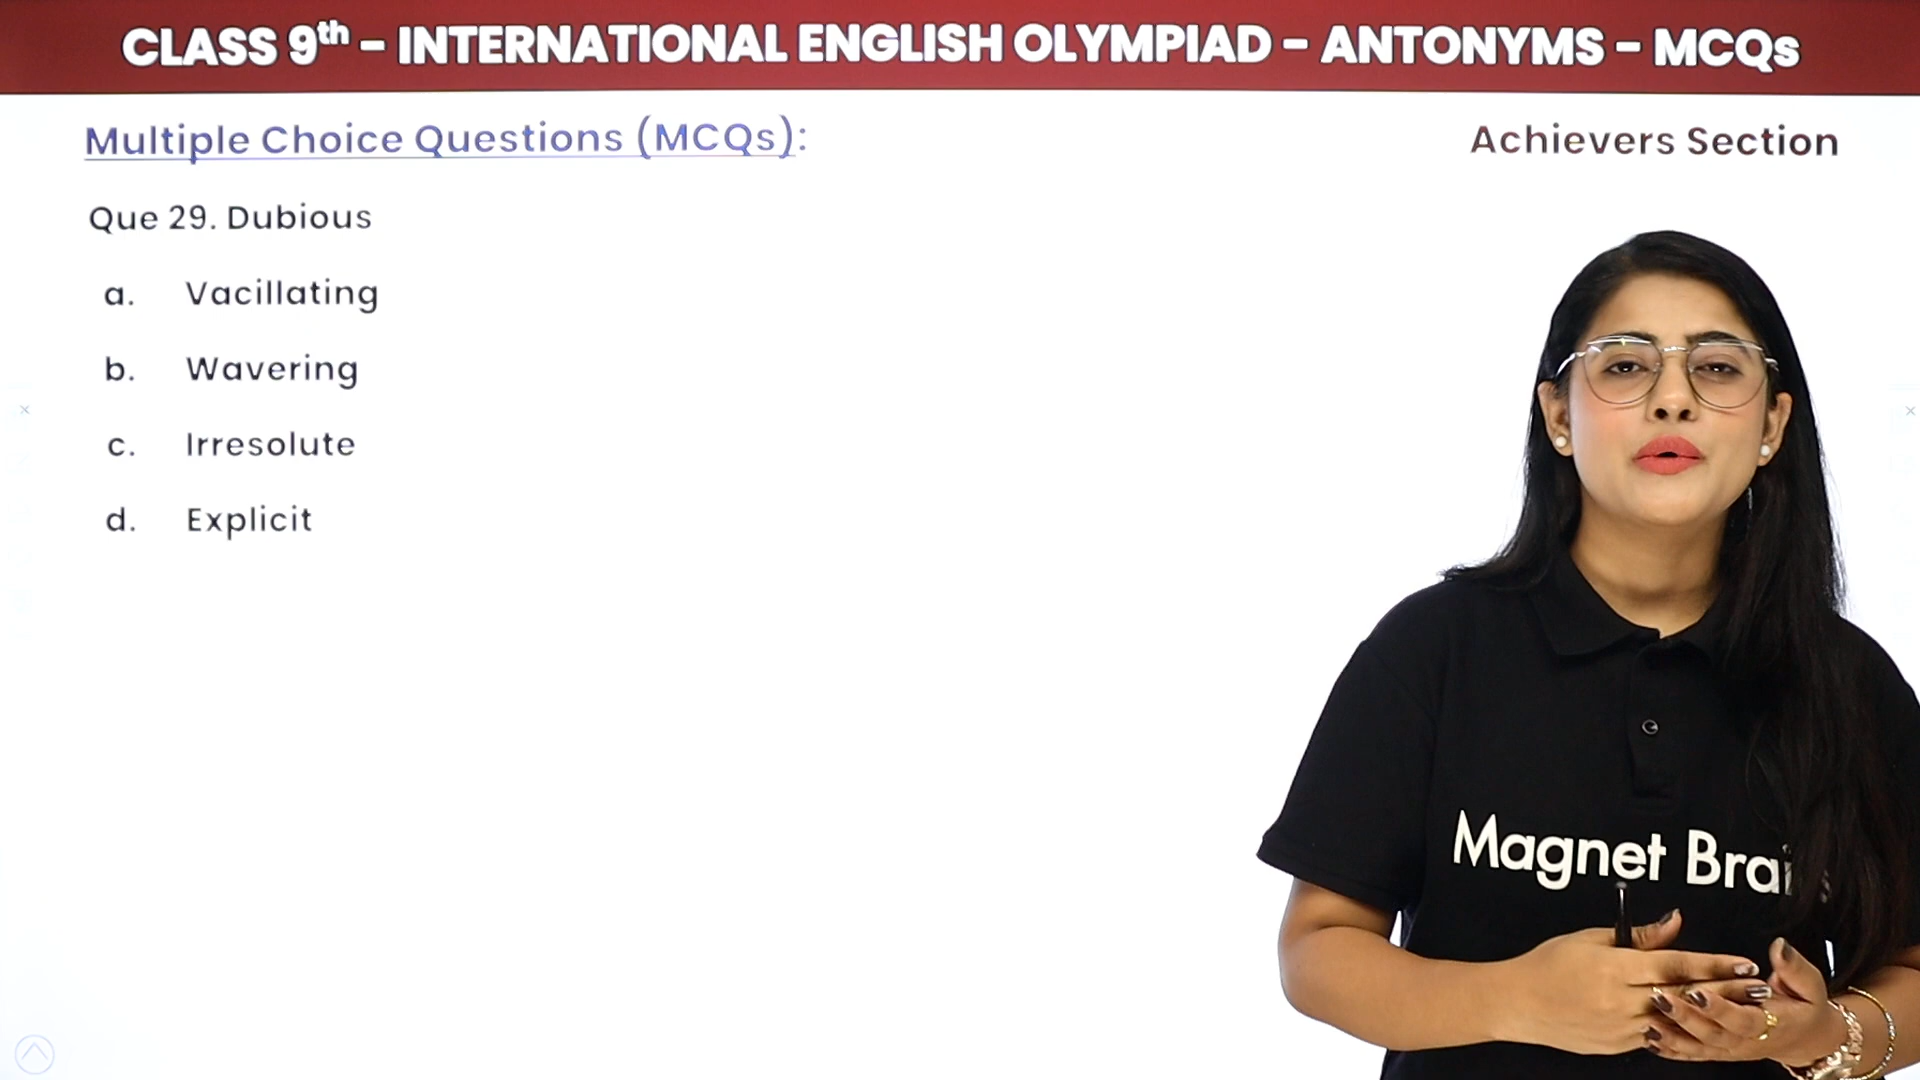 CLASS 9th – INTERNATIONAL ENGLISH OLYMPIAD – ANTONYMS – MCQs
Multiple Choice Questions (MCQs):
Achievers Section
Que 29. Dubious
a. Vacillating
b. Wavering
c. Irresolute
d. Explicit
Magnet Brai